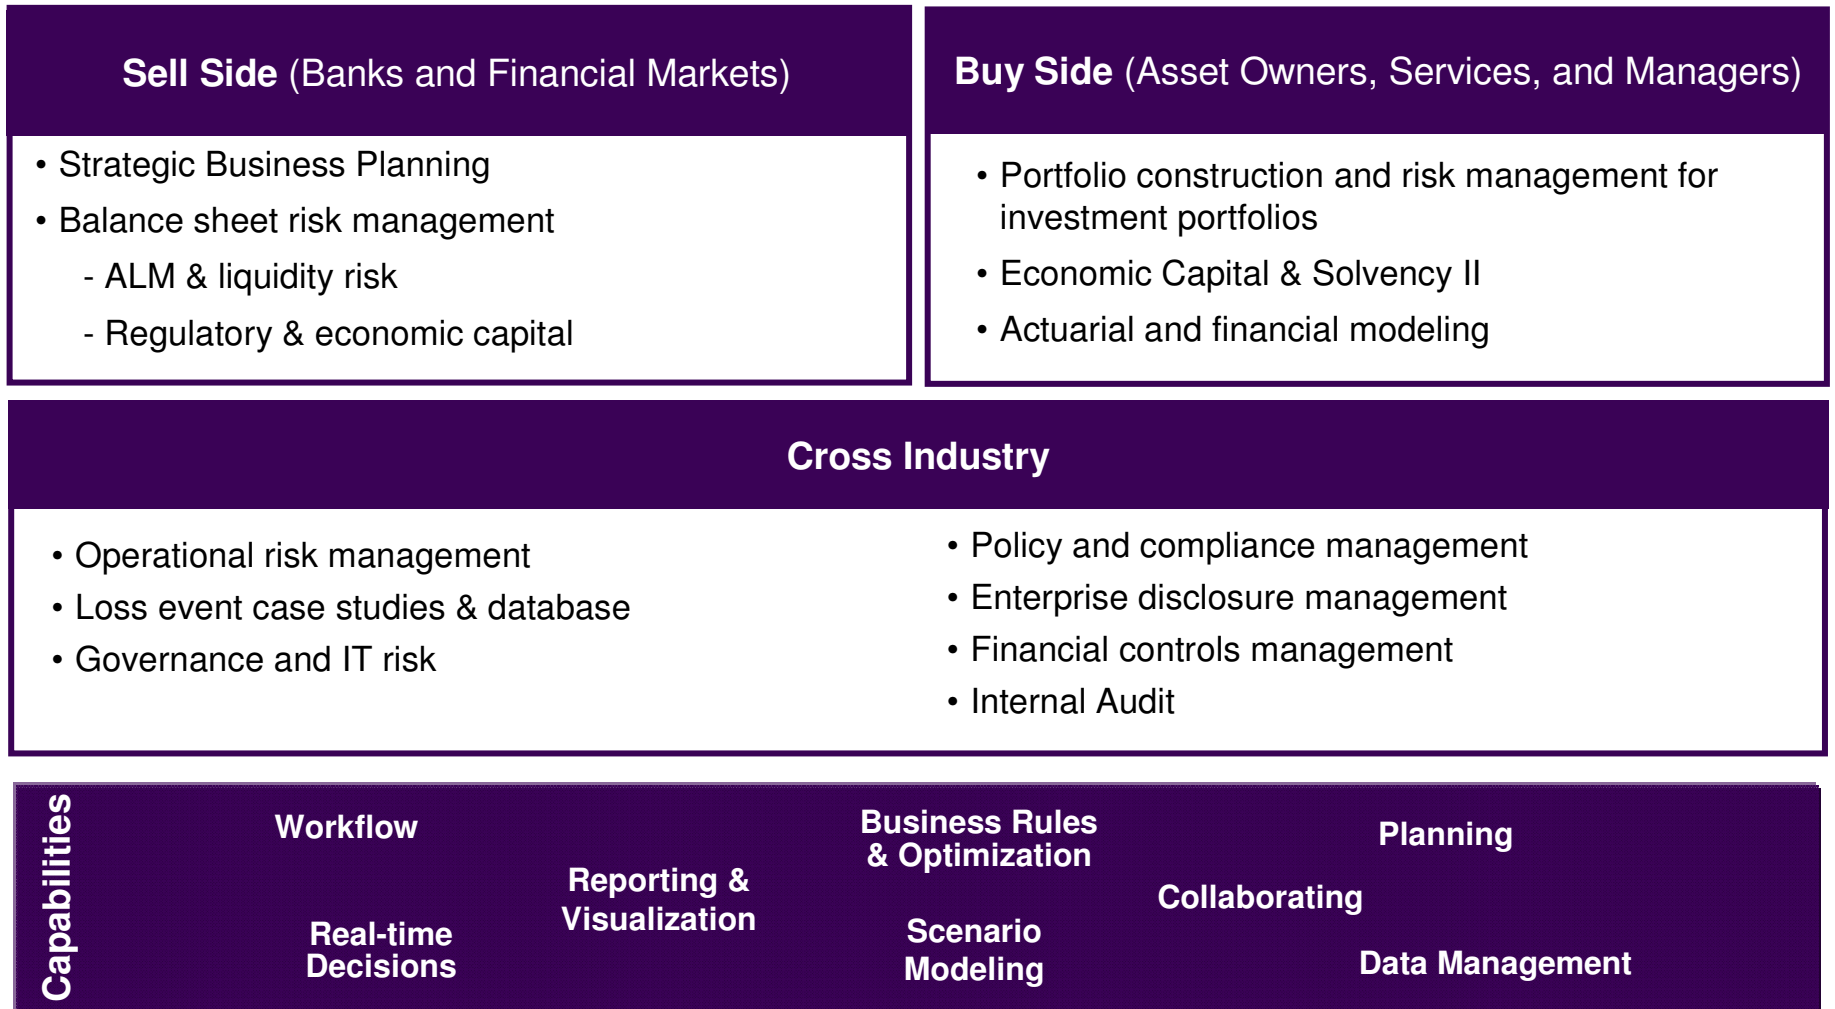 Sell Side (Banks and Financial Markets)
• Strategic Business Planning
• Balance sheet risk management
- ALM & liquidity risk
- Regulatory & economic capital
Buy Side (Asset Owners, Services, and Managers)
• Portfolio construction and risk management for
investment portfolios
• Economic Capital & Solvency II
• Actuarial and financial modeling
Cross Industry
• Operational risk management
• Loss event case studies & database
• Governance and IT risk
• Policy and compliance management
• Enterprise disclosure management
• Financial controls management
• Internal Audit
Capabilities
Workflow
Real-time
Decisions
Reporting &
Visualization
Business Rules
& Optimization
Scenario
Modeling
Collaborating
Planning
Data Management